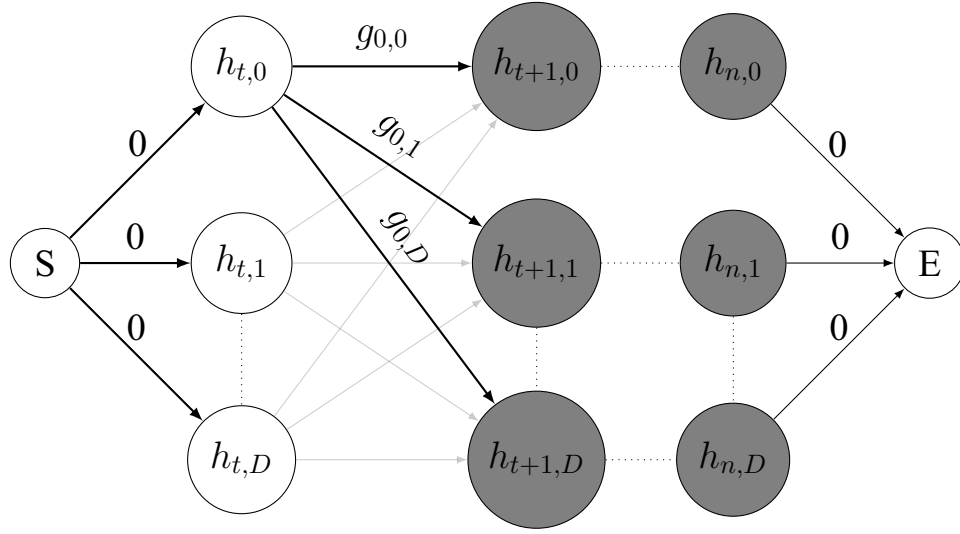 g_{0,0}
h_{t,0}
h_{t+1,0}
h_{n,0}
0
g_{0,1}
0
0
g_{0,D}
0
S
h_{t,1}
h_{t+1,1}
h_{n,1}
E
0
0
h_{t,D}
h_{t+1,D}
h_{n,D}